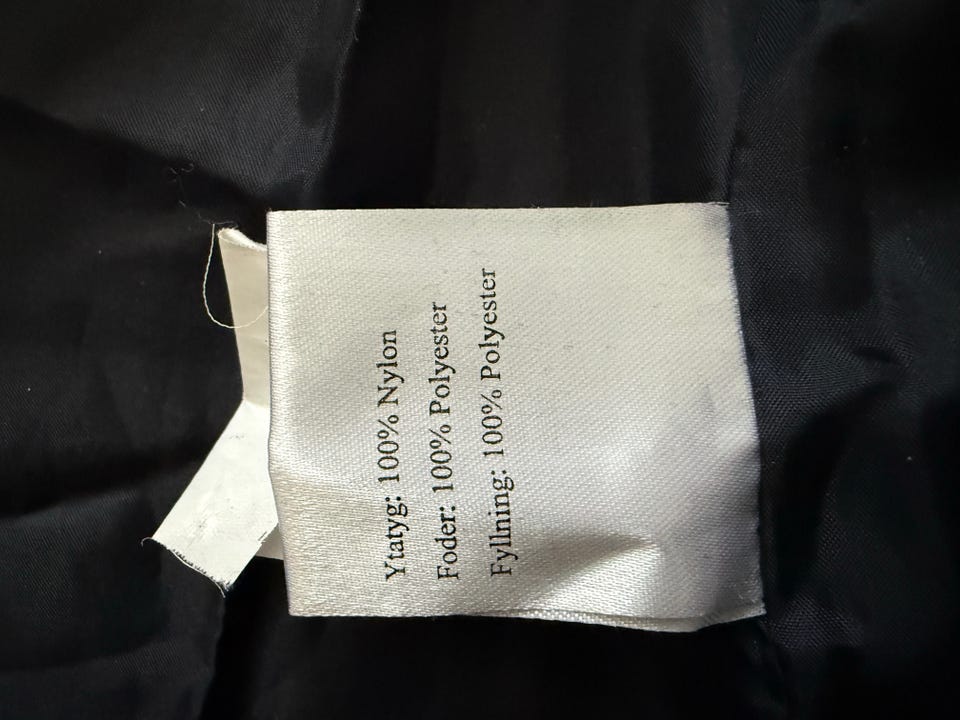 Ytatyg: 100% Nylon
Foder: 100% Polyester
Fyllning: 100% Polyester